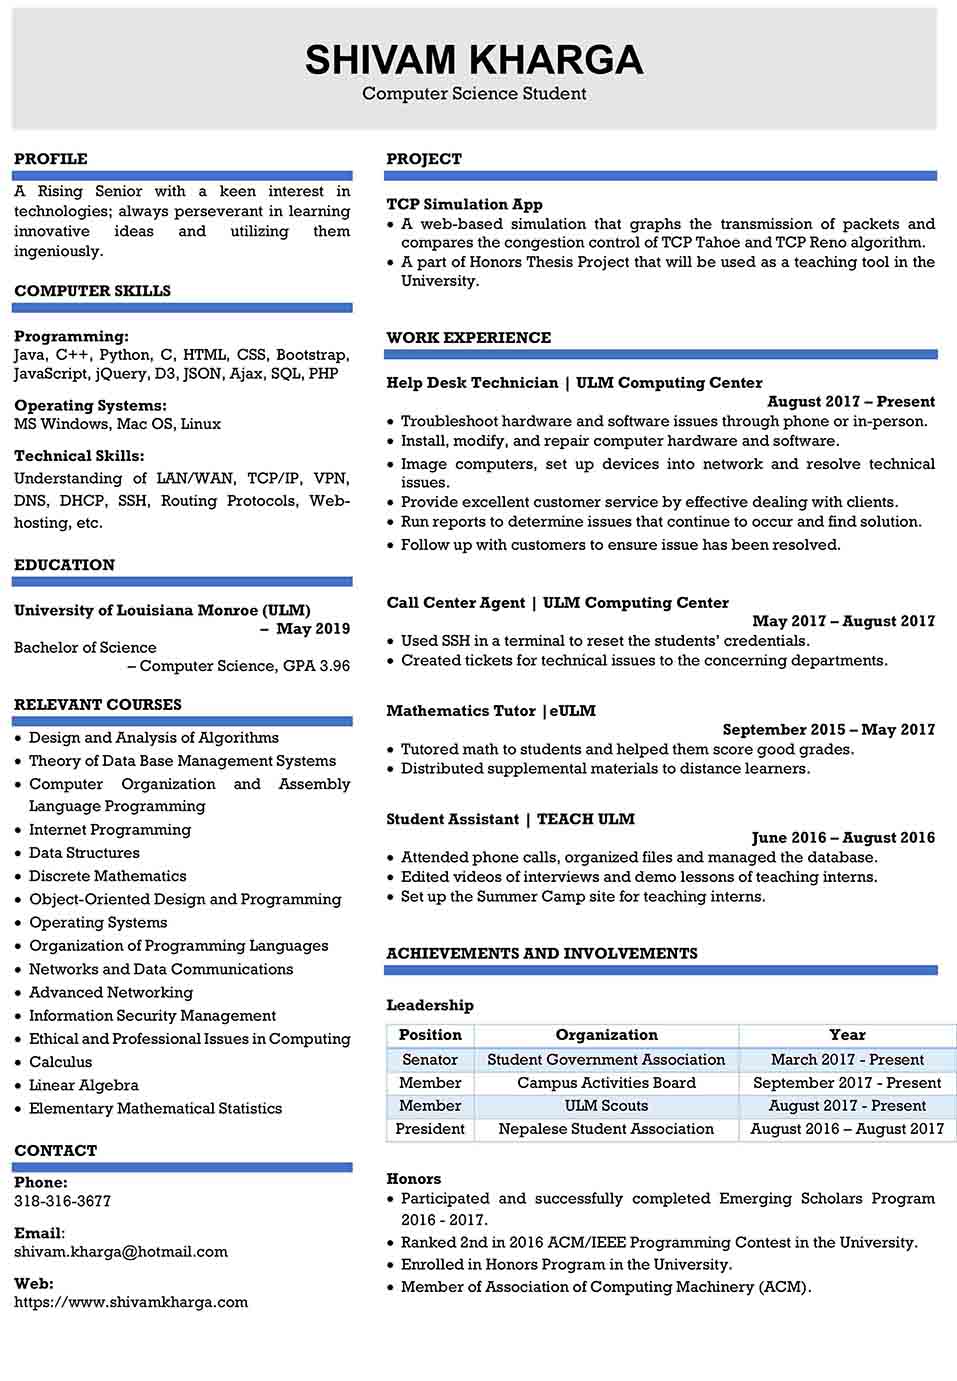 SHIVAM KHARGA
Computer Science Student
PROFILE
A Rising Senior with a keen interest in
technologies; always perseverant in learning
innovative ideas and utilizing them
ingeniously.
COMPUTER SKILLS
Programming:
Java, C++, Python, C, HTML, CSS, Bootstrap,
JavaScript, jQuery, D3, JSON, Ajax, SQL, PHP
Operating Systems:
MS Windows, Mac OS, Linux
Technical Skills:
Understanding of LAN/WAN, TCP/IP, VPN,
DNS, DHCP, SSH, Routing Protocols, Web-
hosting, etc.
EDUCATION
University of Louisiana Monroe (ULM)
– May 2019
Bachelor of Science
– Computer Science, GPA 3.96
RELEVANT COURSES
• Design and Analysis of Algorithms
• Theory of Data Base Management Systems
• Computer Organization and Assembly
Language Programming
• Internet Programming
• Data Structures
• Discrete Mathematics
• Object-Oriented Design and Programming
• Operating Systems
• Organization of Programming Languages
• Networks and Data Communications
• Advanced Networking
• Information Security Management
• Ethical and Professional Issues in Computing
• Calculus
• Linear Algebra
• Elementary Mathematical Statistics
CONTACT
Phone:
318-316-3677
Email:
shivam.kharga@hotmail.com
Web:
https://www.shivamkharga.com
PROJECT
TCP Simulation App
• A web-based simulation that graphs the transmission of packets and
compares the congestion control of TCP Tahoe and TCP Reno algorithm.
• A part of Honors Thesis Project that will be used as a teaching tool in the
University.
WORK EXPERIENCE
Help Desk Technician | ULM Computing Center
August 2017 – Present
• Troubleshoot hardware and software issues through phone or in-person.
• Install, modify, and repair computer hardware and software.
• Image computers, set up devices into network and resolve technical
issues.
• Provide excellent customer service by effective dealing with clients.
• Run reports to determine issues that continue to occur and find solution.
• Follow up with customers to ensure issue has been resolved.
Call Center Agent | ULM Computing Center
May 2017 – August 2017
• Used SSH in a terminal to reset the students’ credentials.
• Created tickets for technical issues to the concerning departments.
Mathematics Tutor |eULM
September 2015 – May 2017
• Tutored math to students and helped them score good grades.
• Distributed supplemental materials to distance learners.
Student Assistant | TEACH ULM
June 2016 – August 2016
• Attended phone calls, organized files and managed the database.
• Edited videos of interviews and demo lessons of teaching interns.
• Set up the Summer Camp site for teaching interns.
ACHIEVEMENTS AND INVOLVEMENTS
Leadership
Position Organization Year
Senator Student Government Association March 2017 - Present
Member Campus Activities Board September 2017 - Present
Member ULM Scouts August 2017 - Present
President Nepalese Student Association August 2016 – August 2017
Honors
• Participated and successfully completed Emerging Scholars Program
2016 - 2017.
• Ranked 2nd in 2016 ACM/IEEE Programming Contest in the University.
• Enrolled in Honors Program in the University.
• Member of Association of Computing Machinery (ACM).